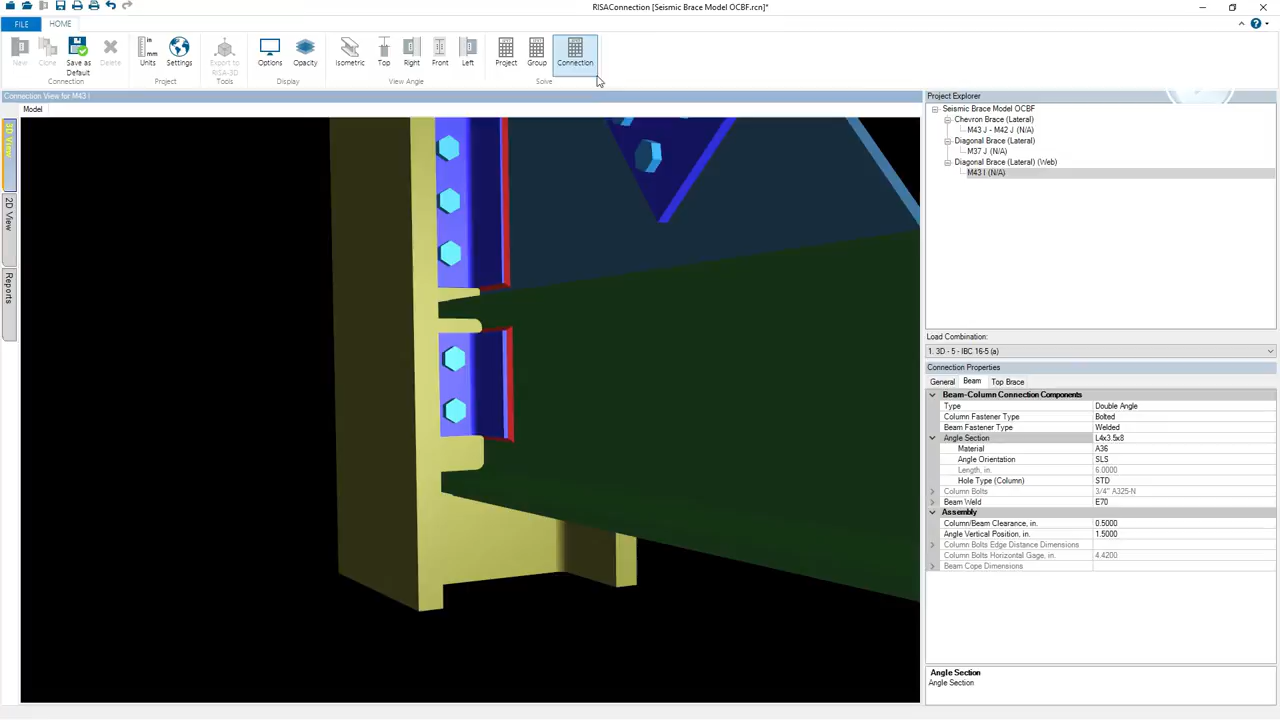 RISAConnection [Seismic Brace Model OCBF.rcn]*
FILE
HOME
New
Clone
Save as Default
Delete
Units
Settings
Export to RISA-3D
Options
Opacity
Isometric
Top
Right
Front
Left
Project
Group
Connection
Connection
Project
Tools
Display
View Angle
Solve
Connection View for M43 I
Model
3D View
2D View
Reports
Project Explorer
Seismic Brace Model OCBF
Chevron Brace (Lateral)
M43 J - M42 J (N/A)
Diagonal Brace (Lateral)
M37 J (N/A)
Diagonal Brace (Lateral) (Web)
M43 I (N/A)
Load Combination:
1. 3D - 5 - IBC 16-5 (a)
Connection Properties
General Beam Top Brace
Beam-Column Connection Components
Type Double Angle
Column Fastener Type Bolted
Beam Fastener Type Welded
Angle Section L4x3.5x8
Material A36
Angle Orientation SLS
Length, in. 6.0000
Hole Type (Column) STD
Column Bolts 3/4" A325-N
Beam Weld E70
Assembly
Column/Beam Clearance, in. 0.5000
Angle Vertical Position, in. 1.5000
Column Bolts Edge Distance Dimensions
Column Bolts Horizontal Gage, in. 4.4200
Beam Cope Dimensions
Angle Section
Angle Section